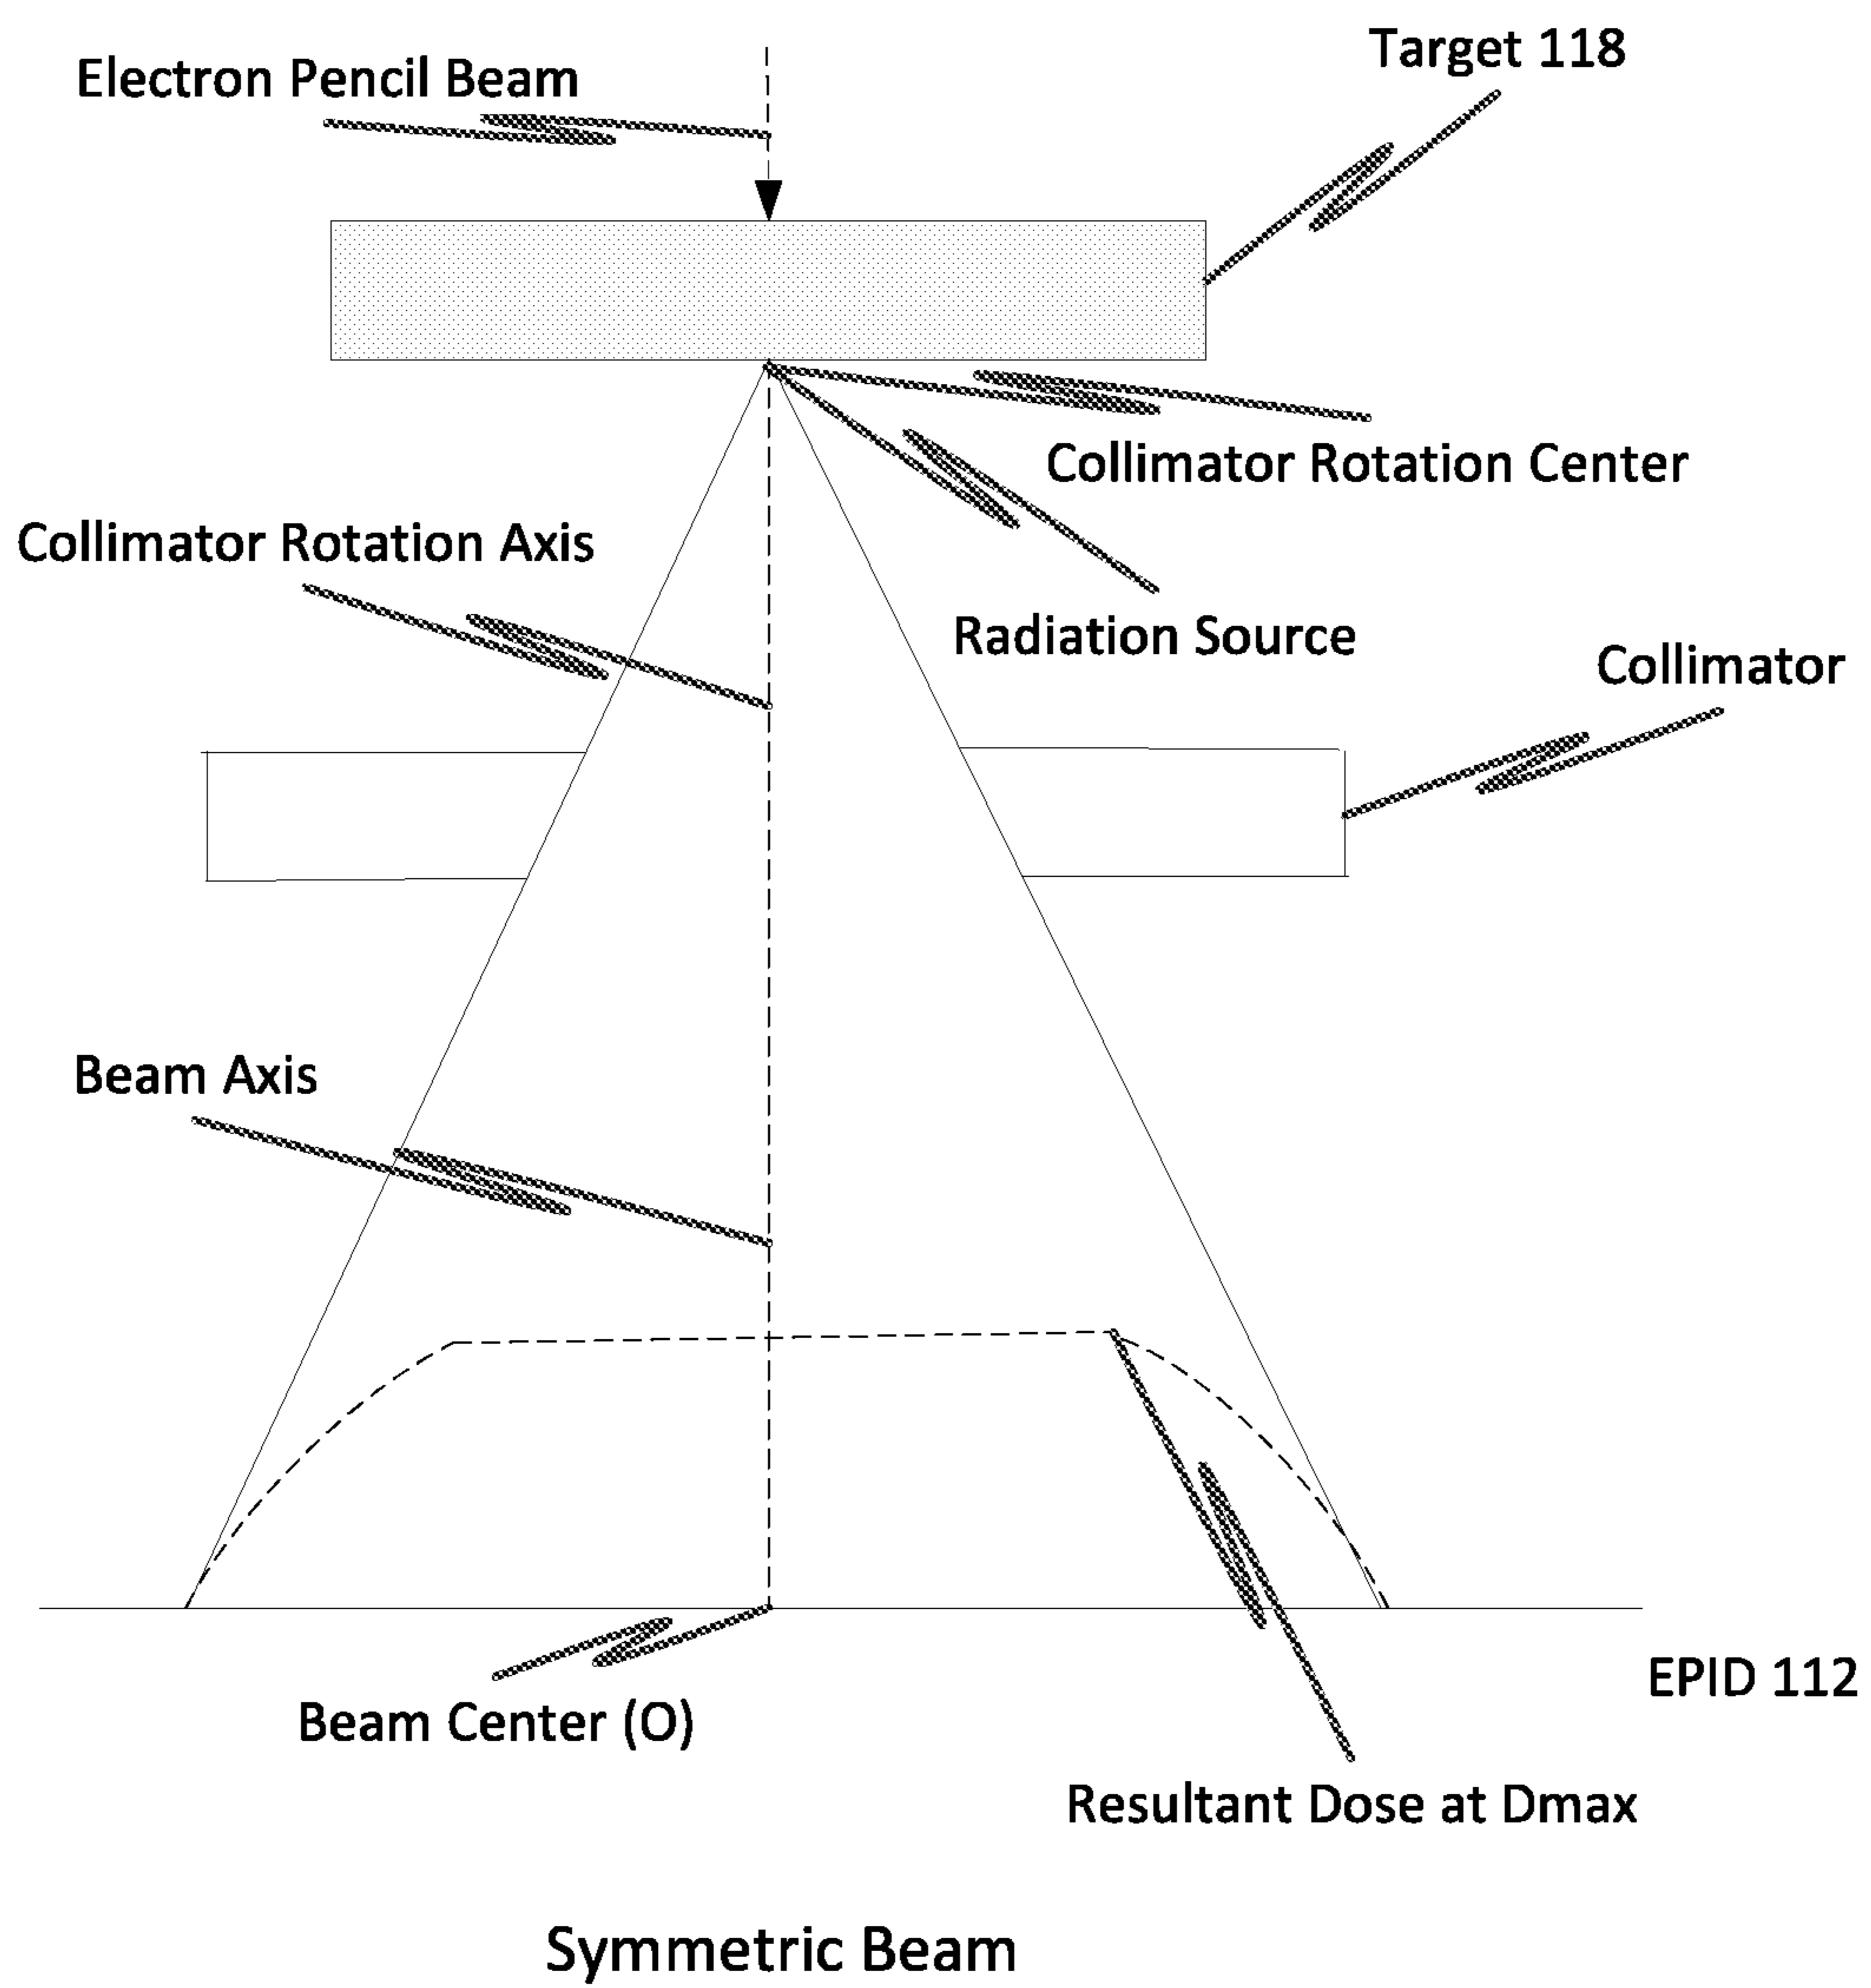 Target 118
Electron Pencil Beam
Collimator Rotation Center
Collimator Rotation Axis
Radiation Source
Collimator
Beam Axis
EPID 112
Beam Center (O)
Resultant Dose at Dmax
Symmetric Beam